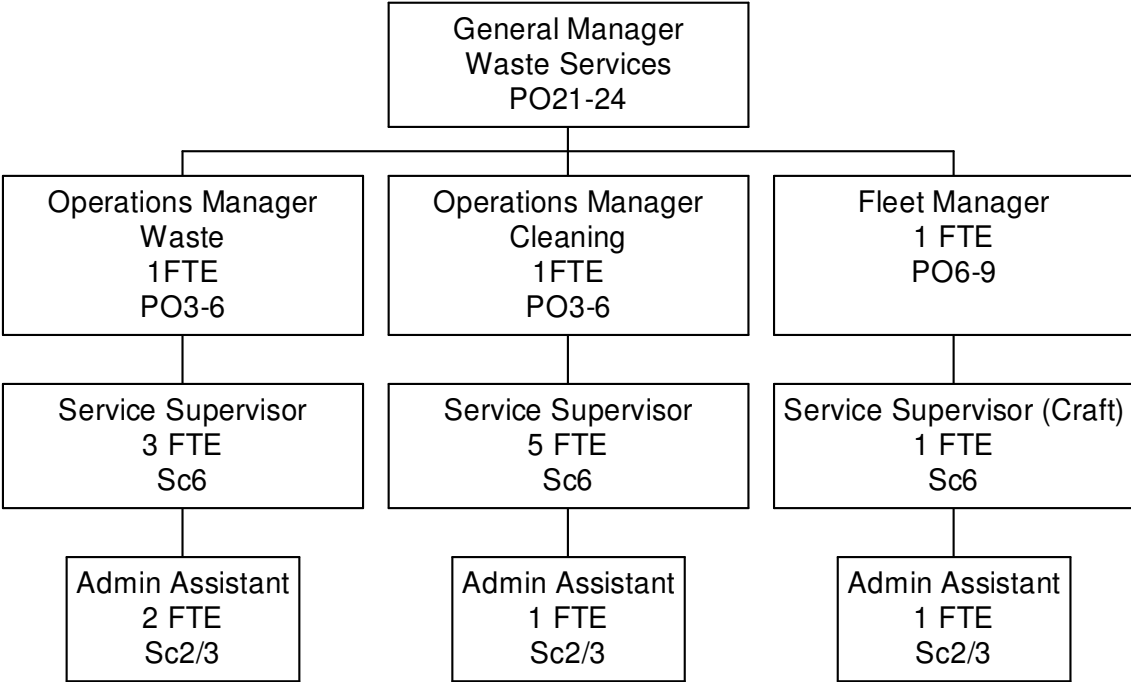 General Manager
Waste Services
PO21-24
Operations Manager
Waste
1FTE
PO3-6
Operations Manager
Cleaning
1FTE
PO3-6
Fleet Manager
1 FTE
PO6-9
Service Supervisor
3 FTE
Sc6
Service Supervisor
5 FTE
Sc6
Service Supervisor (Craft)
1 FTE
Sc6
Admin Assistant
2 FTE
Sc2/3
Admin Assistant
1 FTE
Sc2/3
Admin Assistant
1 FTE
Sc2/3